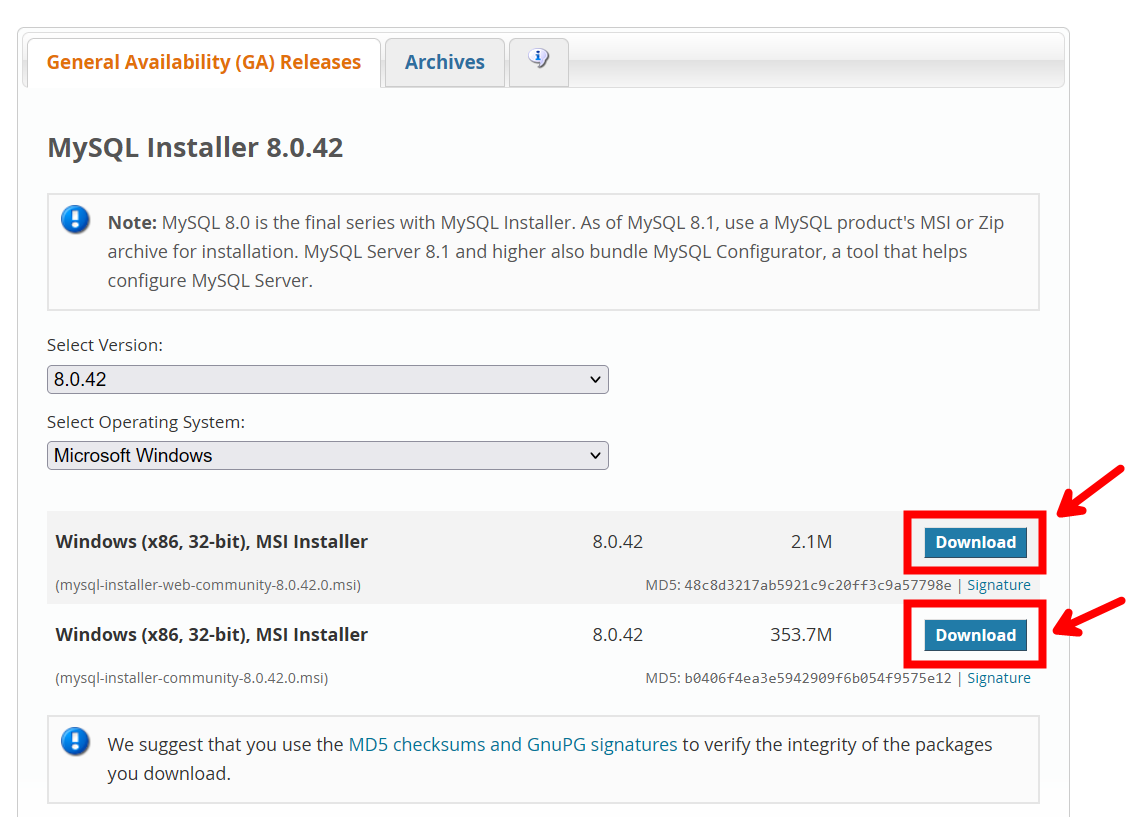 General Availability (GA) Releases
Archives
MySQL Installer 8.0.42
Note: MySQL 8.0 is the final series with MySQL Installer. As of MySQL 8.1, use a MySQL product's MSI or Zip
archive for installation. MySQL Server 8.1 and higher also bundle MySQL Configurator, a tool that helps
configure MySQL Server.
Select Version:
8.0.42
Select Operating System:
Microsoft Windows
Windows (x86, 32-bit), MSI Installer 8.0.42 2.1M Download
(mysql-installer-web-community-8.0.42.0.msi) MD5: 48c8d3217ab5921c9c20ff3c9a57798e | Signature
Windows (x86, 32-bit), MSI Installer 8.0.42 353.7M Download
(mysql-installer-community-8.0.42.0.msi) MD5: b0406f4ea3e5942909f6b054f9575e12 | Signature
We suggest that you use the MD5 checksums and GnuPG signatures to verify the integrity of the packages
you download.